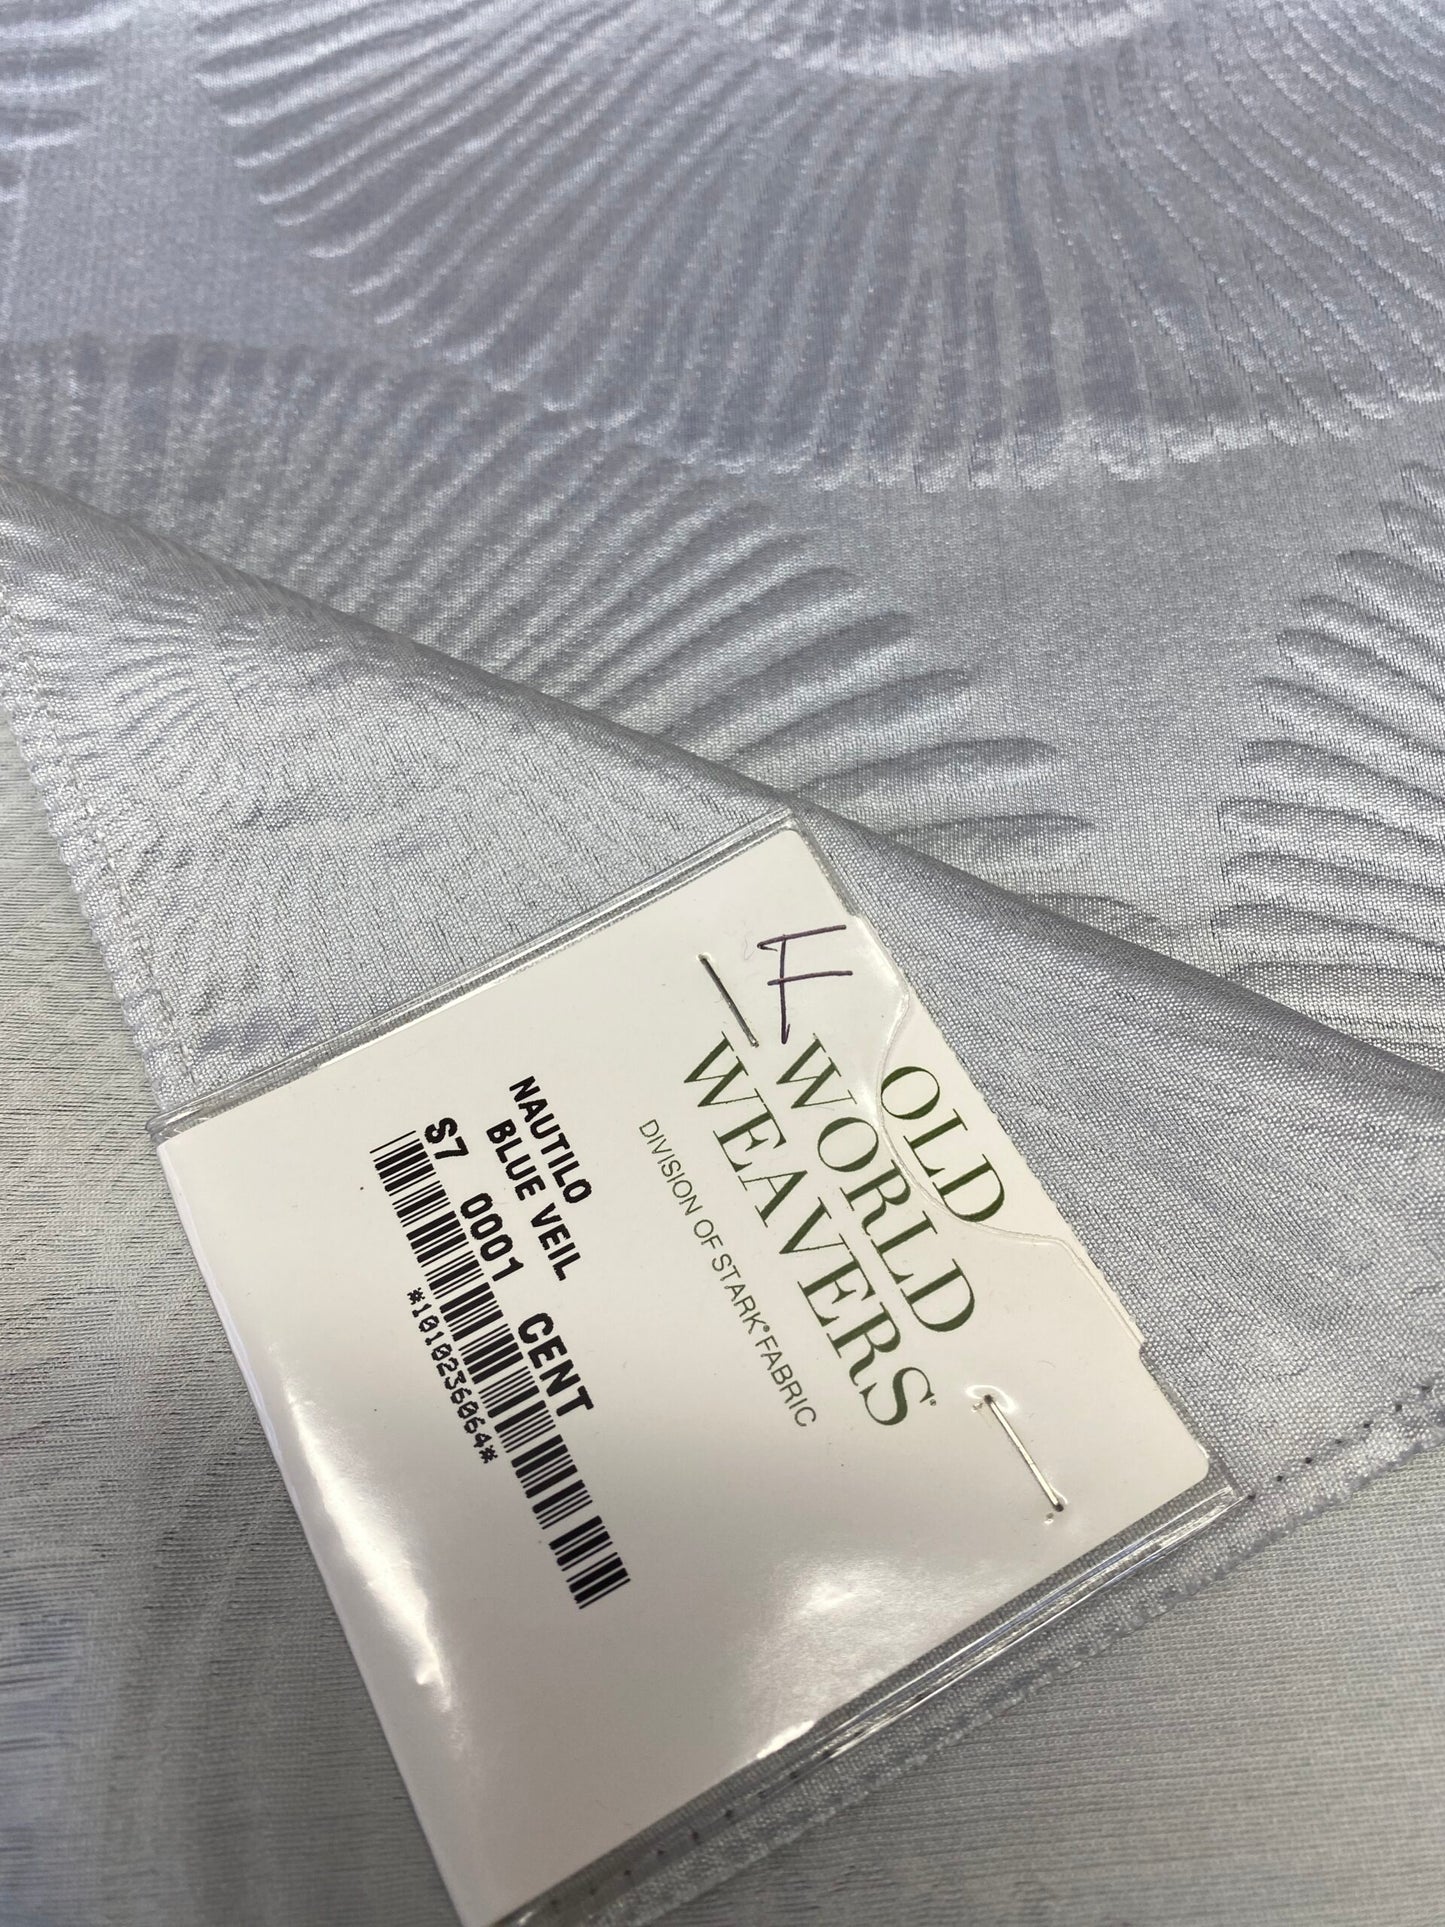 F
OLD
WORLD
WEAVERS®
DIVISION OF STARK® FABRIC
NAUTILO
BLUE VEIL
S7 0001 CENT
*1010236064*